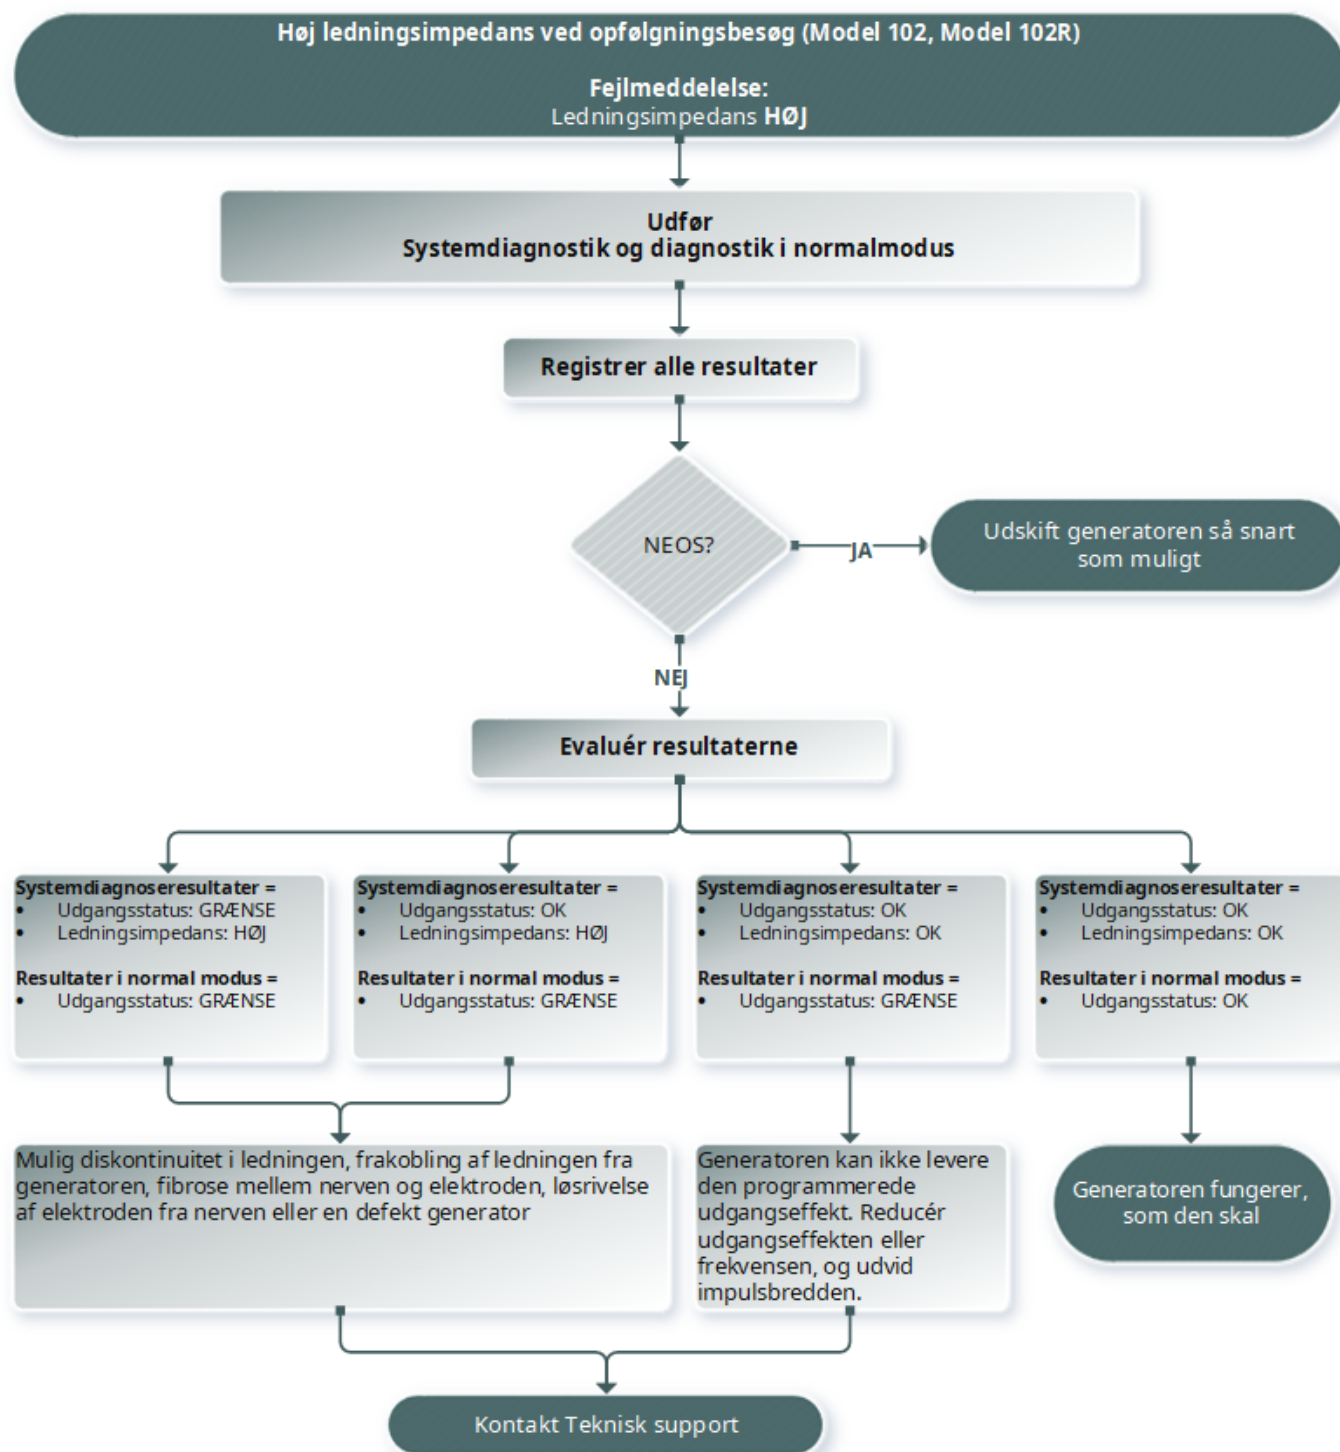 Høj ledningsimpedans ved opfølgningsbesøg (Model 102, Model 102R)
Fejlmeddelelse:
Ledningsimpedans HØJ
Udfør
Systemdiagnostik og diagnostik i normalmodus
Registrer alle resultater
NEOS?
JA
Udskift generatoren så snart
som muligt
NEJ
Evaluér resultaterne
Systemdiagnoseresultater =
• Udgangsstatus: GRÆNSE
• Ledningsimpedans: HØJ
Resultater i normal modus =
• Udgangsstatus: GRÆNSE
Systemdiagnoseresultater =
• Udgangsstatus: OK
• Ledningsimpedans: HØJ
Resultater i normal modus =
• Udgangsstatus: GRÆNSE
Systemdiagnoseresultater =
• Udgangsstatus: OK
• Ledningsimpedans: OK
Resultater i normal modus =
• Udgangsstatus: GRÆNSE
Systemdiagnoseresultater =
• Udgangsstatus: OK
• Ledningsimpedans: OK
Resultater i normal modus =
• Udgangsstatus: OK
Mulig diskontinuitet i ledningen, frakobling af ledningen fra
generatoren, fibrose mellem nerven og elektroden, løsrivelse
af elektroden fra nerven eller en defekt generator
Generatoren kan ikke levere
den programmerede
udgangseffekt. Reducér
udgangseffekten eller
frekvensen, og udvid
impulsbredden.
Generatoren fungerer,
som den skal
Kontakt Teknisk support